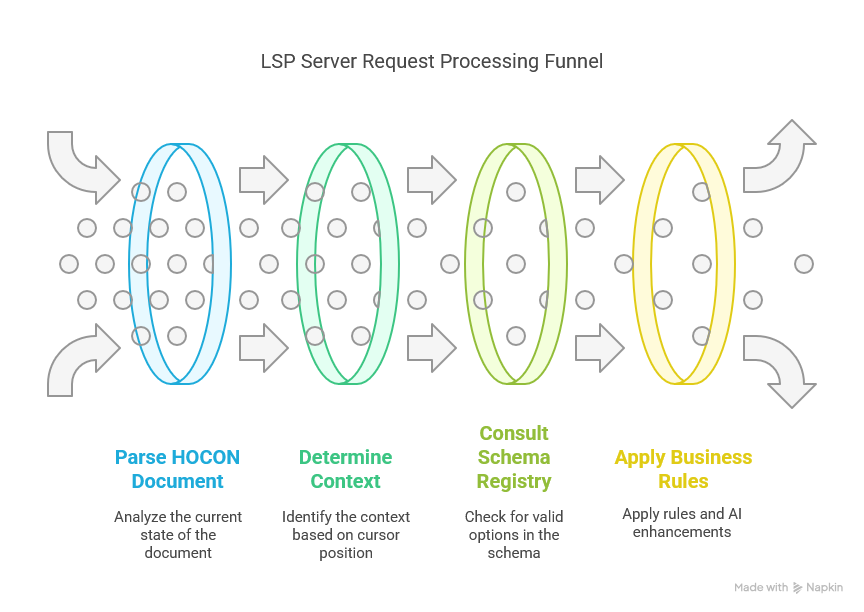 LSP Server Request Processing Funnel
Parse HOCON
Document
Analyze the current
state of the
document
Determine
Context
Identify the context
based on cursor
position
Consult
Schema
Registry
Check for valid
options in the
schema
Apply Business
Rules
Apply rules and AI
enhancements
Made with Napkin